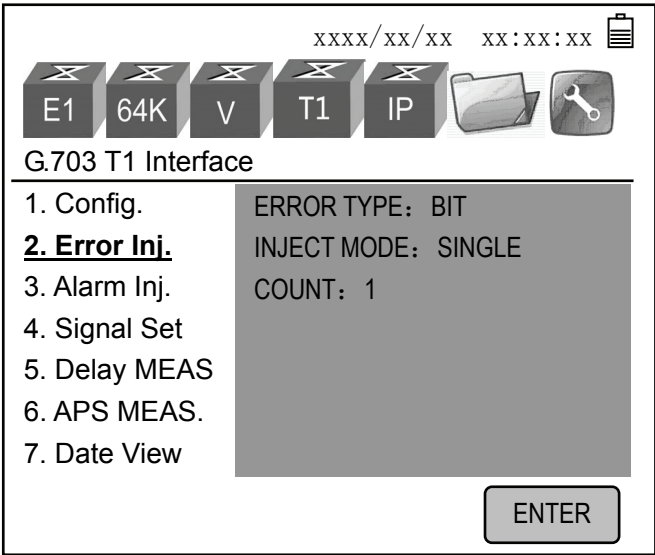 xxxx/xx/xx xx:xx:xx
E1 64K V T1 IP
G.703 T1 Interface
1. Config.
ERROR TYPE：BIT
2. Error Inj.
INJECT MODE：SINGLE
3. Alarm Inj.
COUNT：1
4. Signal Set
5. Delay MEAS
6. APS MEAS.
7. Date View
ENTER